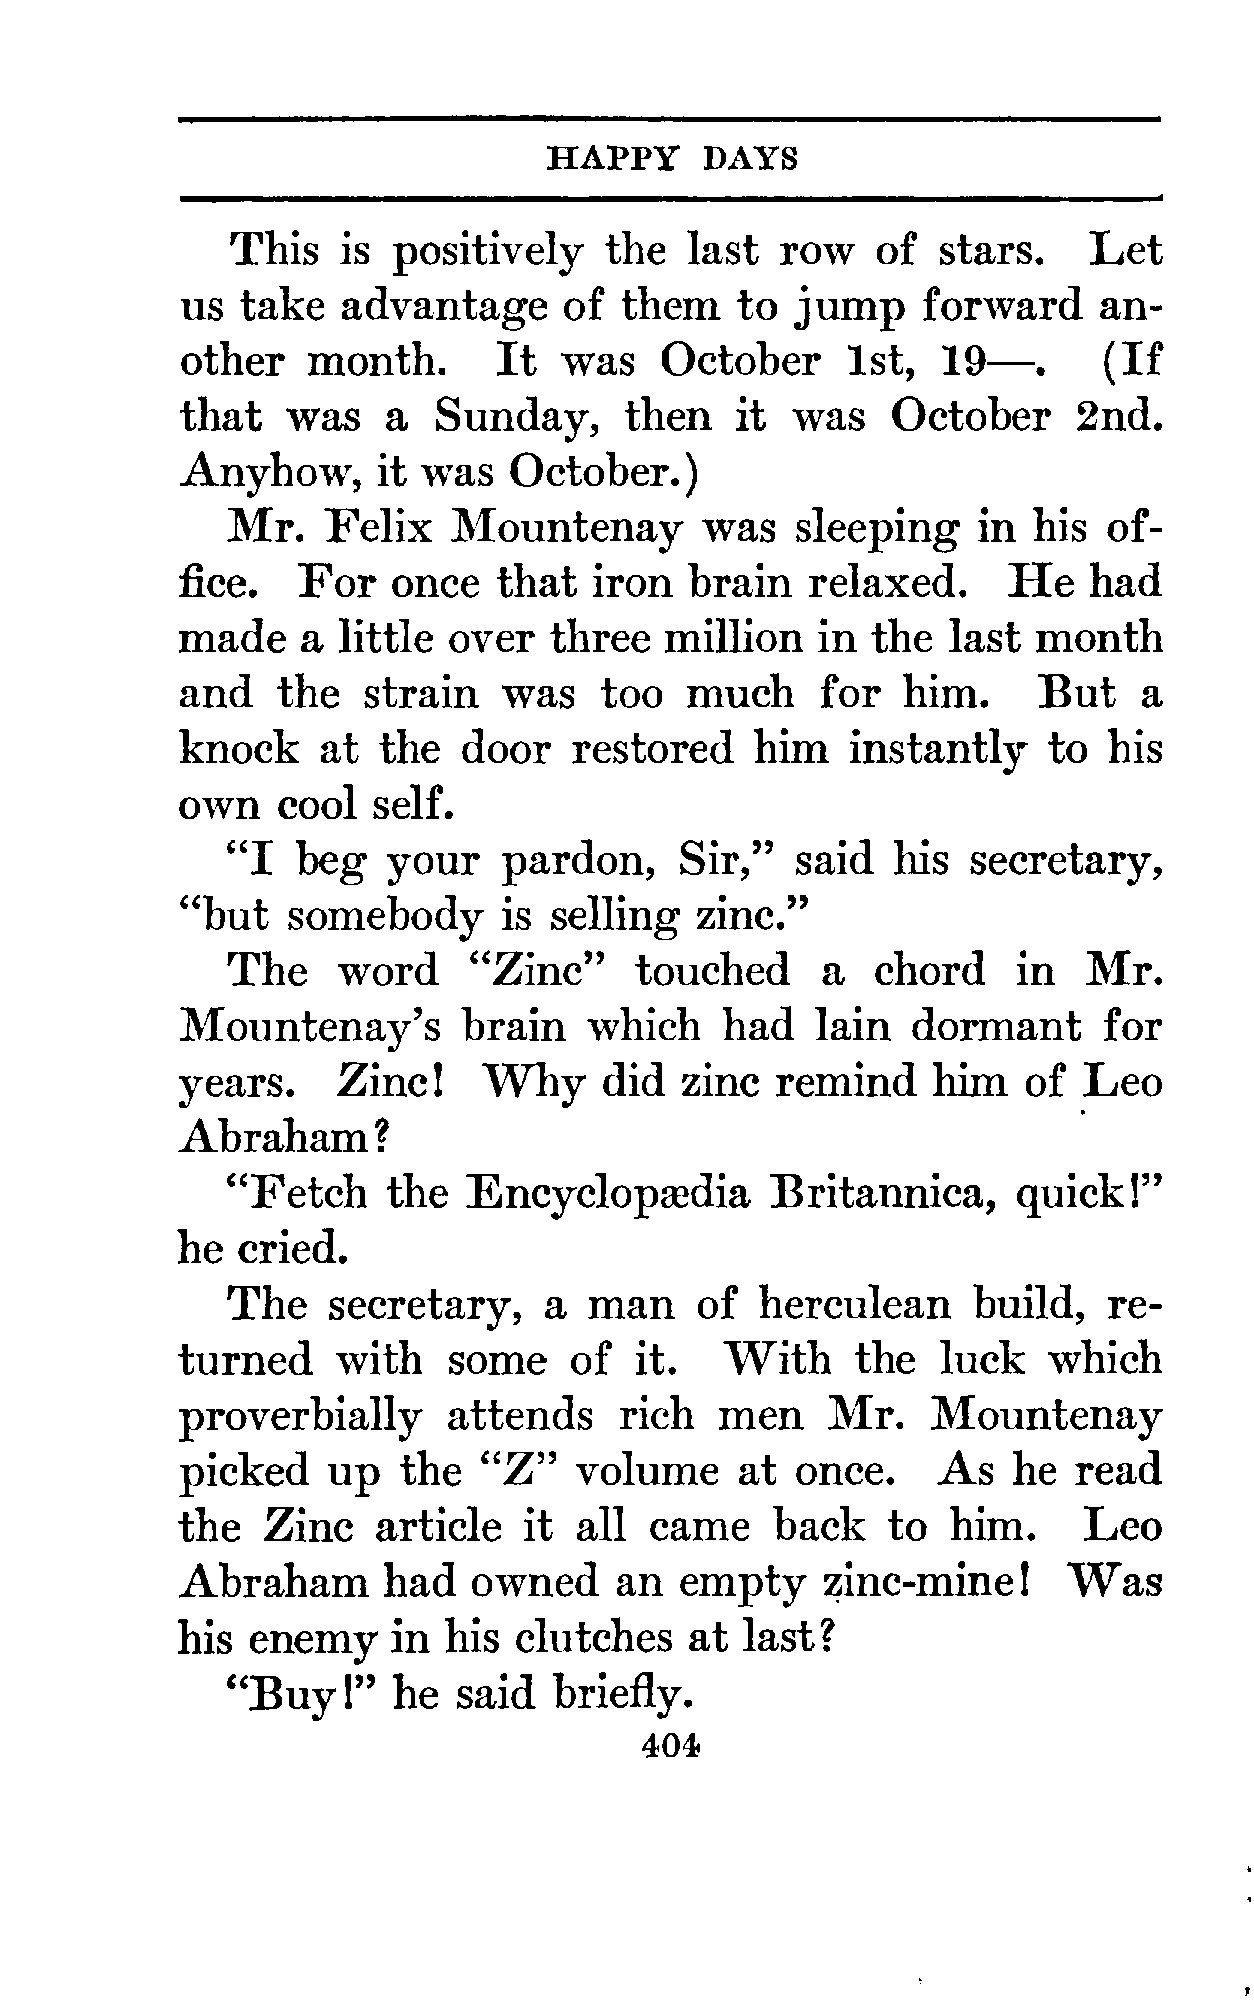 HAPPY DAYS
This is positively the last row of stars. Let
us take advantage of them to jump forward an-
other month. It was October 1st, 19—. (If
that was a Sunday, then it was October 2nd.
Anyhow, it was October.)
Mr. Felix Mountenay was sleeping in his of-
fice. For once that iron brain relaxed. He had
made a little over three million in the last month
and the strain was too much for him. But a
knock at the door restored him instantly to his
own cool self.
“I beg your pardon, Sir,” said his secretary,
“but somebody is selling zinc.”
The word “Zinc” touched a chord in Mr.
Mountenay’s brain which had lain dormant for
years. Zinc! Why did zinc remind him of Leo
Abraham?
“Fetch the Encyclopædia Britannica, quick!”
he cried.
The secretary, a man of herculean build, re-
turned with some of it. With the luck which
proverbially attends rich men Mr. Mountenay
picked up the “Z” volume at once. As he read
the Zinc article it all came back to him. Leo
Abraham had owned an empty zinc-mine! Was
his enemy in his clutches at last?
“Buy!” he said briefly.
404